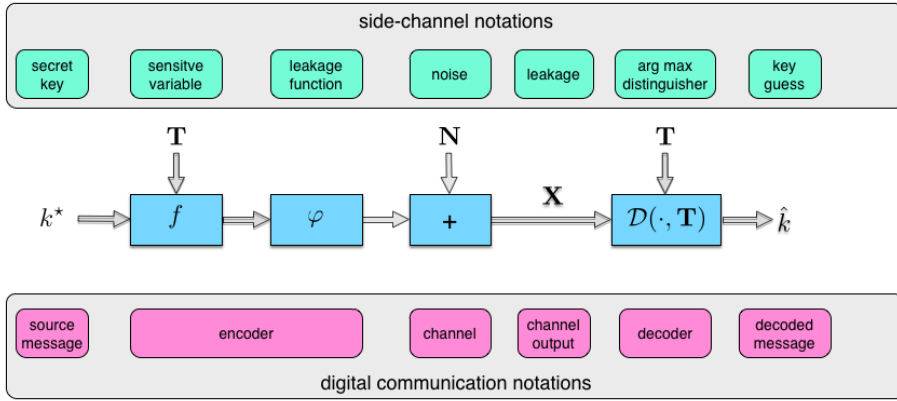 side-channel notations
secret key
sensitve variable
leakage function
noise
leakage
arg max distinguisher
key guess
T
N
T
k⋆
f
φ
+
X
D(·, T)
k̂
source message
encoder
channel
channel output
decoder
decoded message
digital communication notations